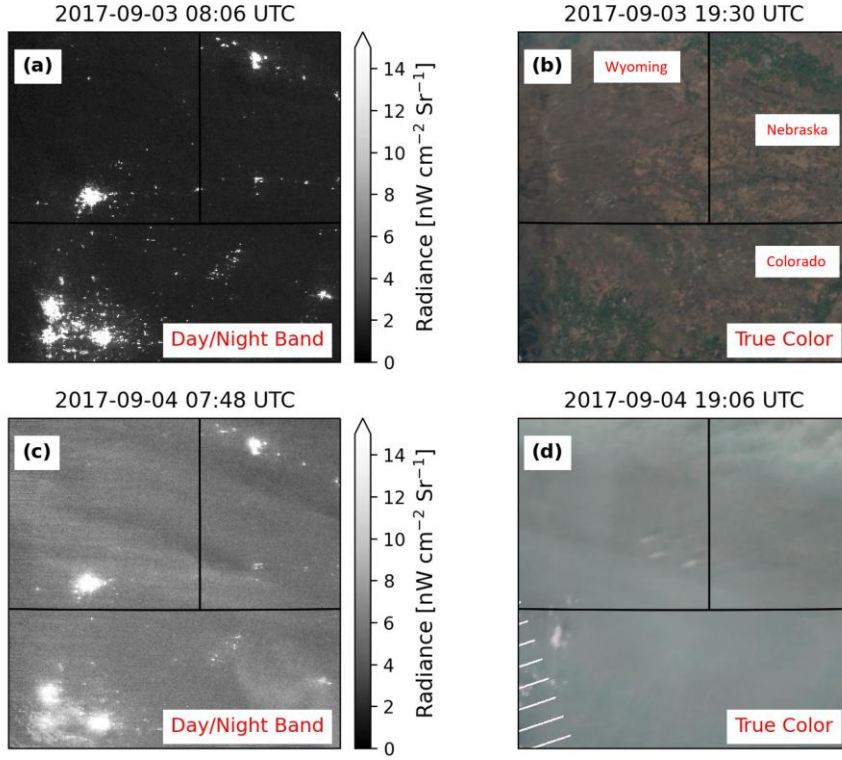 2017-09-03 08:06 UTC
(a)
Day/Night Band
14
12
10
8
6
4
2
0
Radiance [nW cm−2 Sr−1]
2017-09-03 19:30 UTC
(b)
Wyoming
Nebraska
Colorado
True Color
2017-09-04 07:48 UTC
(c)
Day/Night Band
14
12
10
8
6
4
2
0
Radiance [nW cm−2 Sr−1]
2017-09-04 19:06 UTC
(d)
True Color